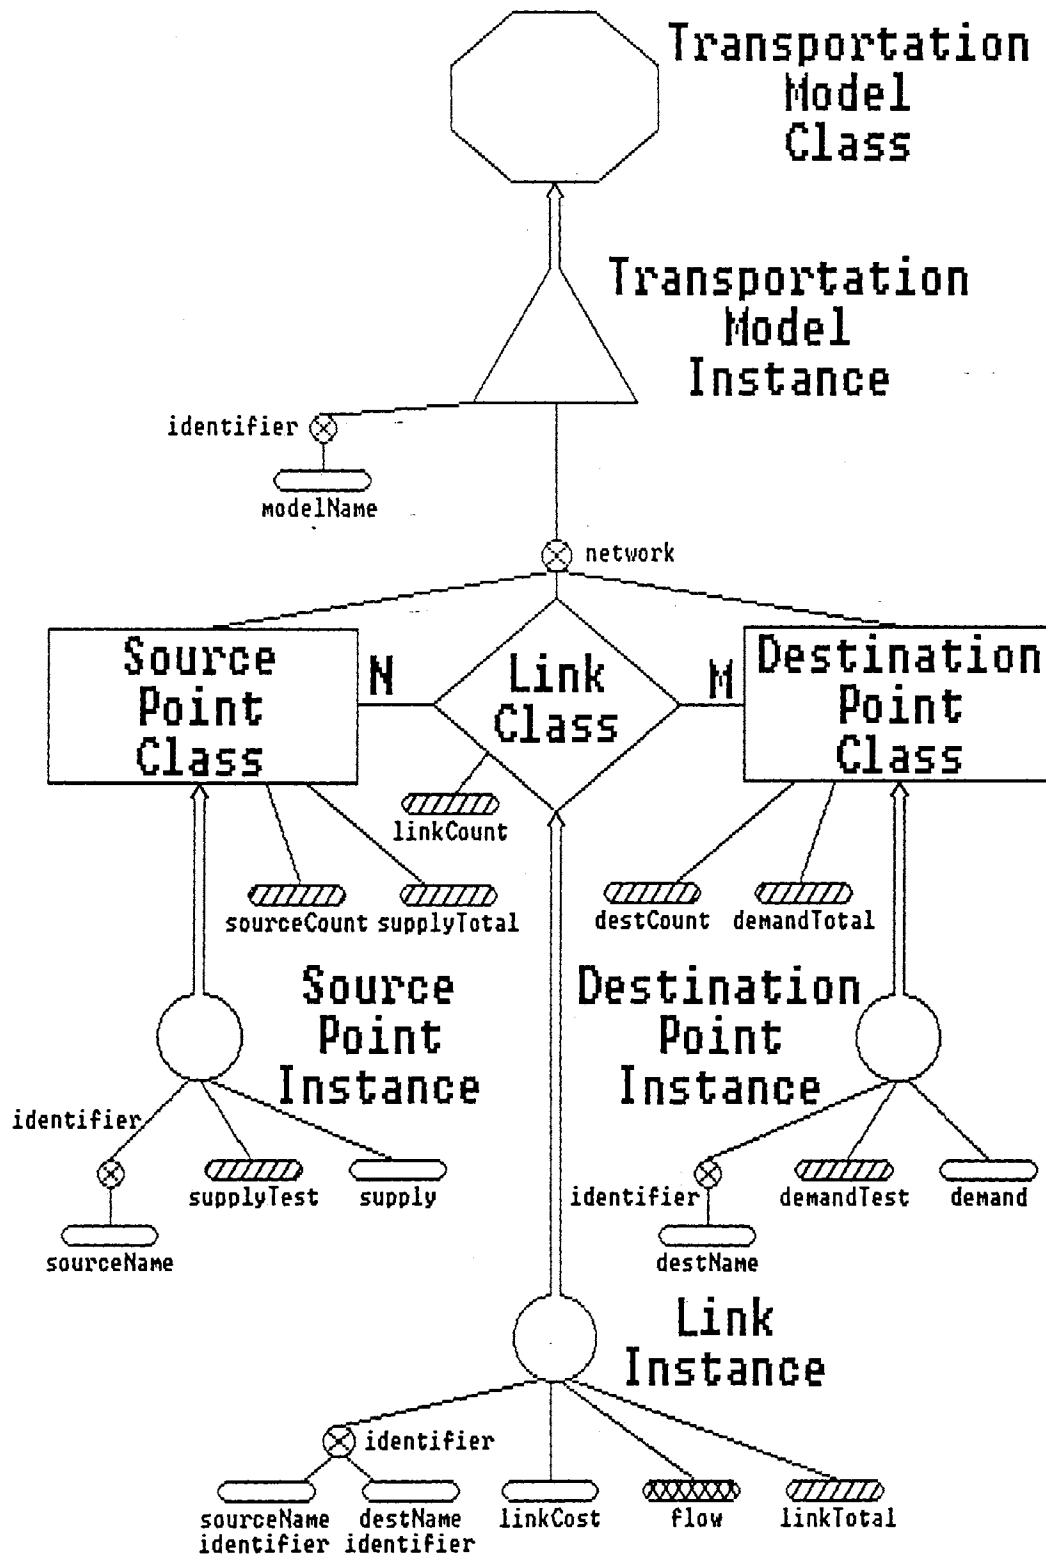 Transportation
Model
Class
Transportation
Model
Instance
identifier
modelName
network
Source
Point
Class
N
Link
Class
M
Destination
Point
Class
linkCount
sourceCount
supplyTotal
destCount
demandTotal
Source
Point
Instance
Destination
Point
Instance
identifier
supplyTest
supply
sourceName
identifier
demandTest
demand
destName
Link
Instance
identifier
sourceName
identifier
destName
identifier
linkCost
flow
linkTotal